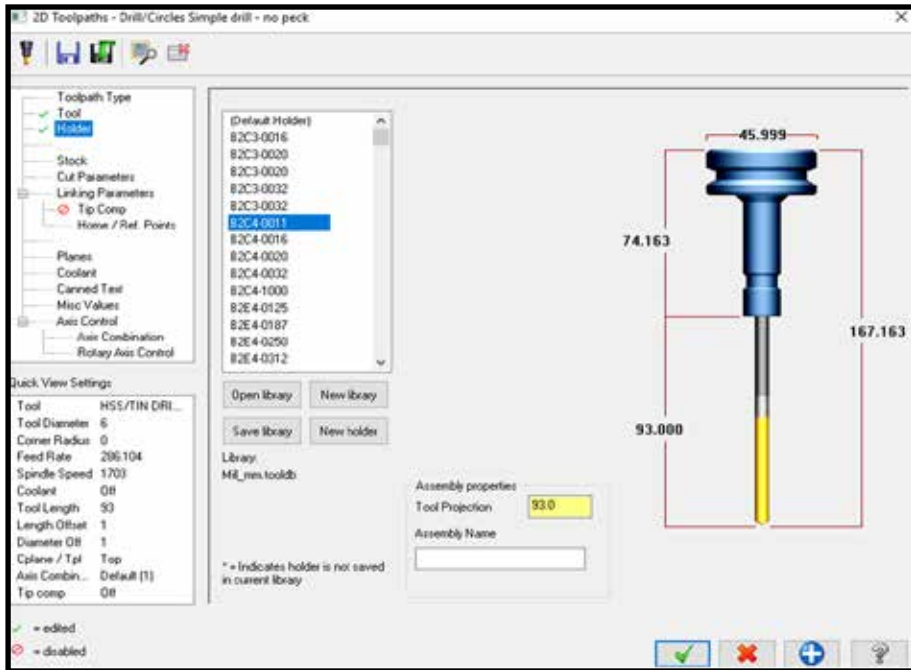 2D Toolpaths - Drill/Circles Simple drill - no peck
Toolpath Type
Tool
Holder
Stock
Cut Parameters
Linking Parameters
Tip Comp
Home / Ref. Points
Planes
Coolant
Canned Text
Misc Values
Axis Control
Axis Combination
Rotary Axis Control
Quick View Settings
Tool HSS/TIN DRI...
Tool Diameter 6
Corner Radius 0
Feed Rate 286.104
Spindle Speed 1703
Coolant Off
Tool Length 93
Length Offset 1
Diameter Off 1
Cplane / Tpl Top
Axis Combin... Default (1)
Tip comp Off
= edited
= disabled
(Default Holder)
B2C3-0016
B2C3-0020
B2C3-0020
B2C3-0032
B2C3-0032
B2C4-0011
B2C4-0016
B2C4-0020
B2C4-0032
B2C4-1000
B2E4-0125
B2E4-0187
B2E4-0250
B2E4-0312
Open library New library
Save library New holder
Library:
Mill_mm.tooldb
* = Indicates holder is not saved
in current library
Assembly properties
Tool Projection 93.0
Assembly Name
45.999
74.163
167.163
93.000